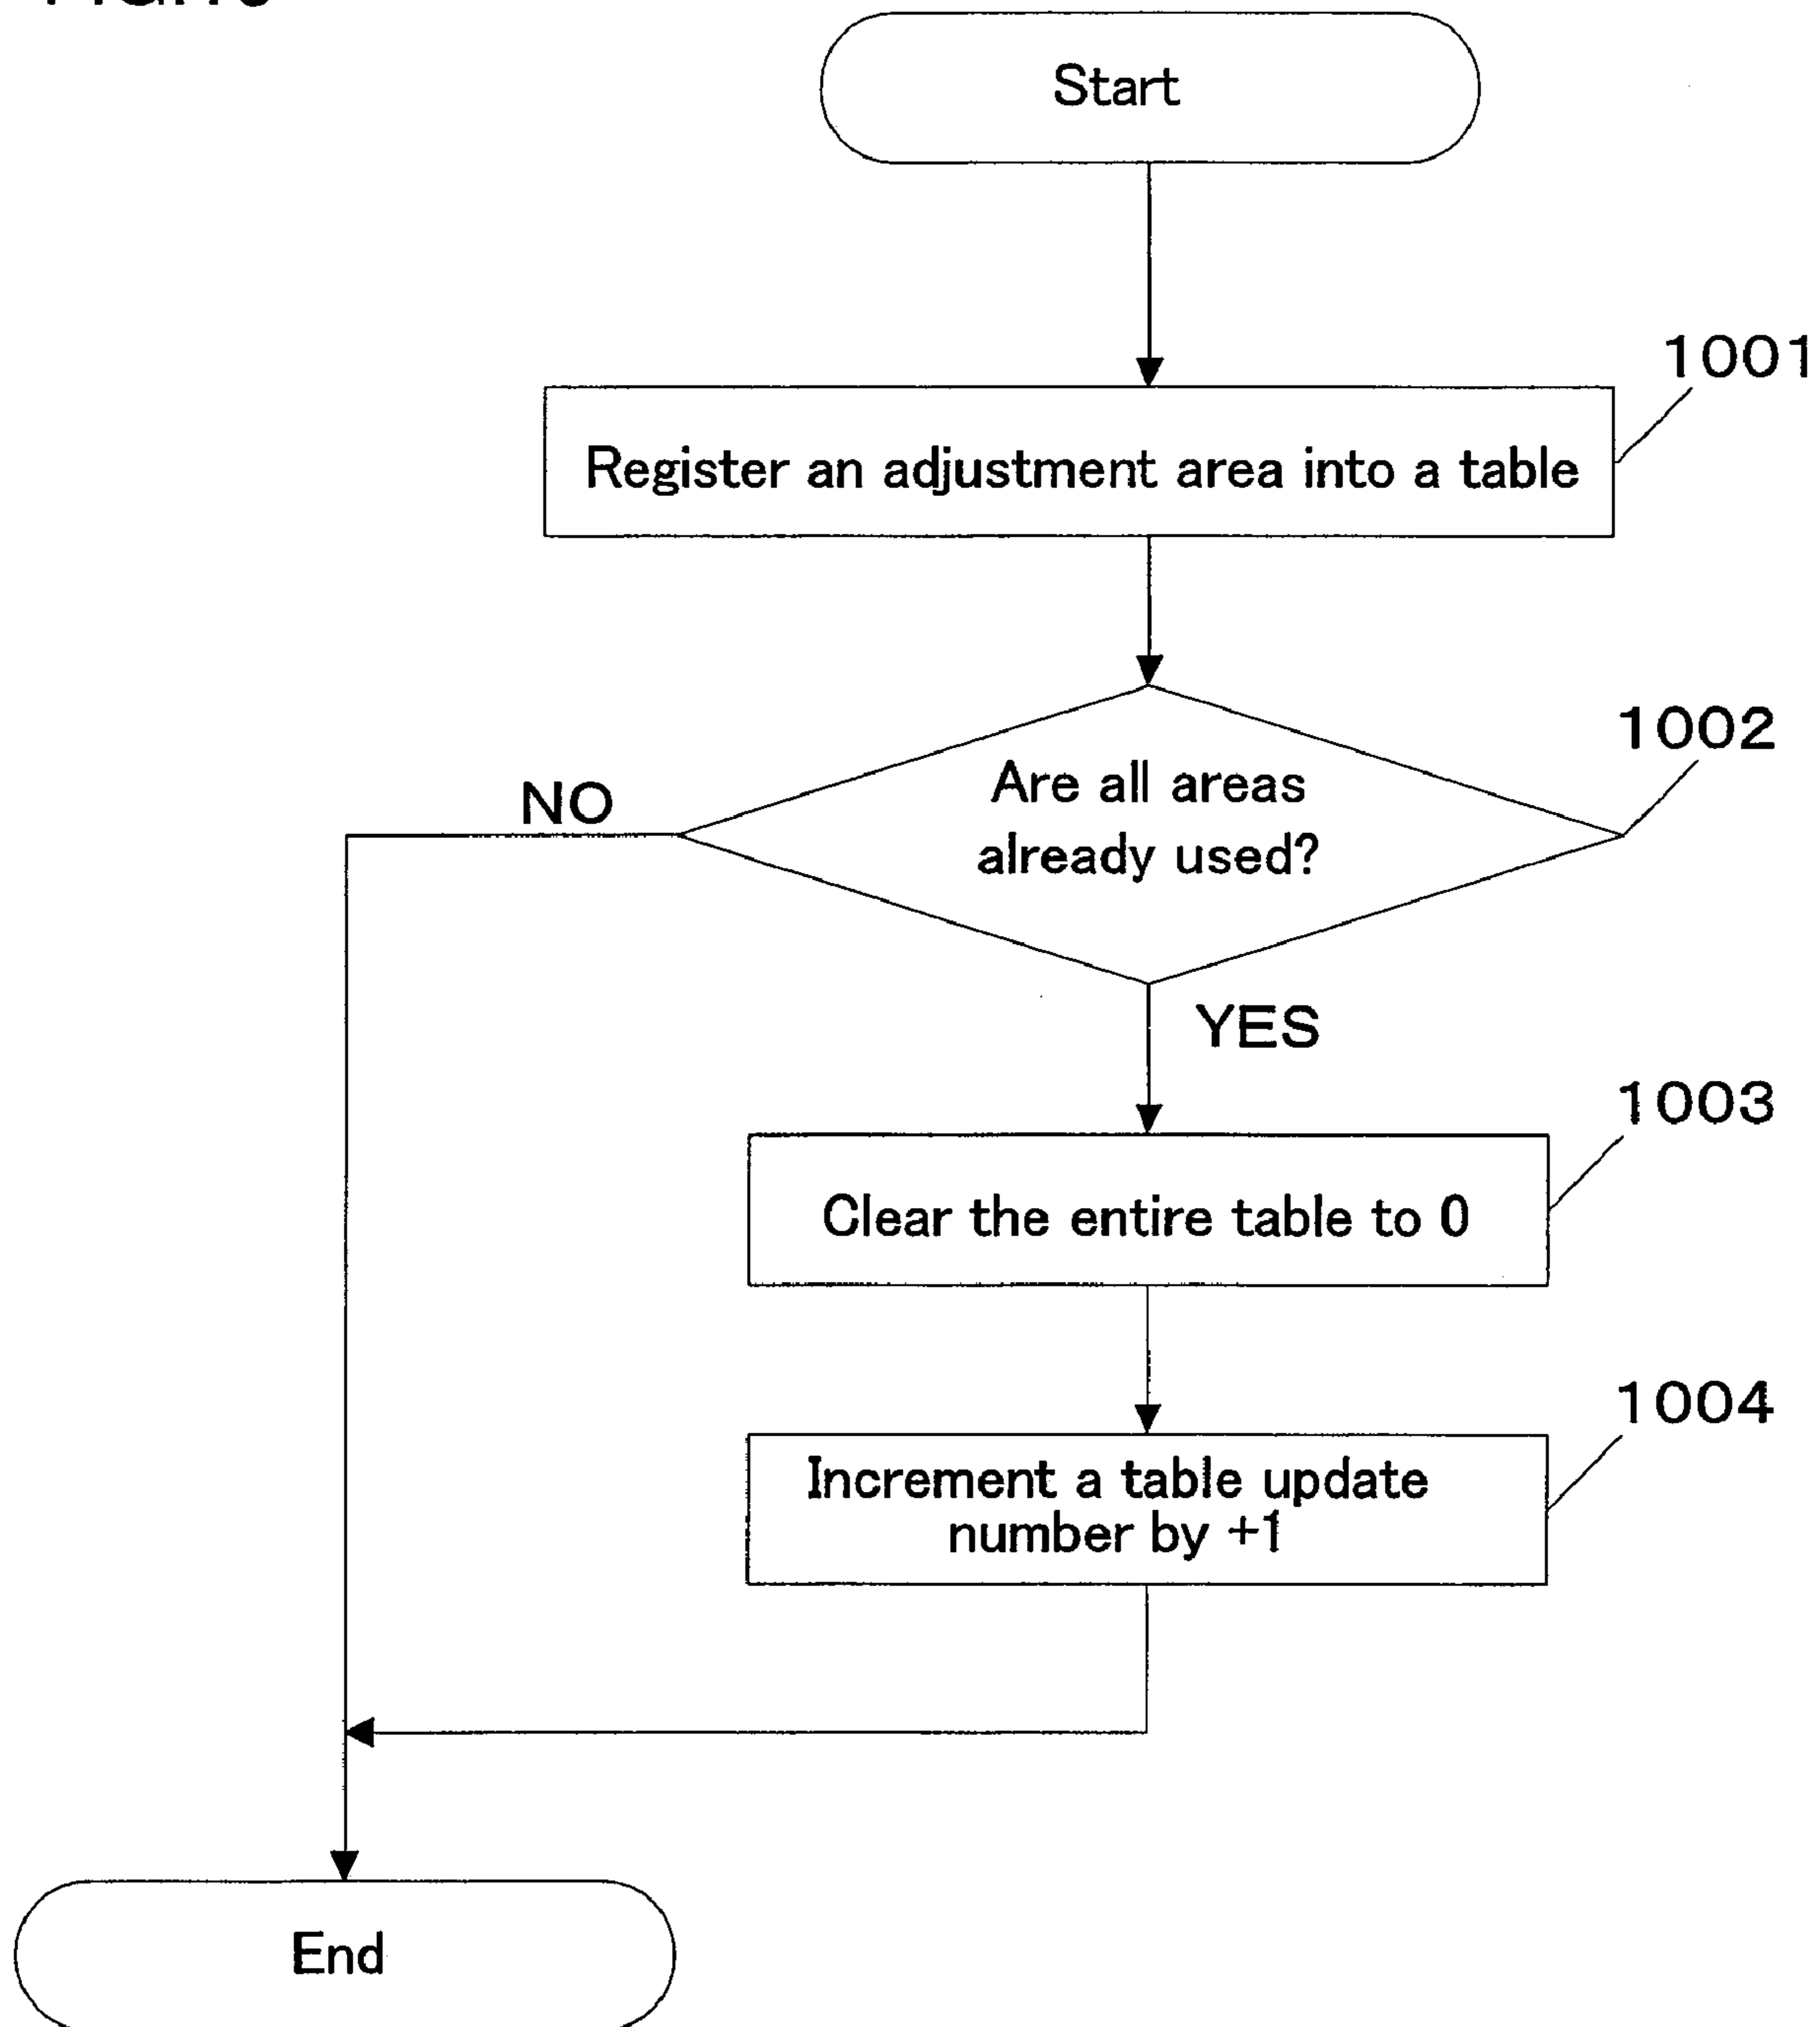 Start
1001
Register an adjustment area into a table
1002
NO
Are all areas
already used?
YES
1003
Clear the entire table to 0
1004
Increment a table update
number by +1
End